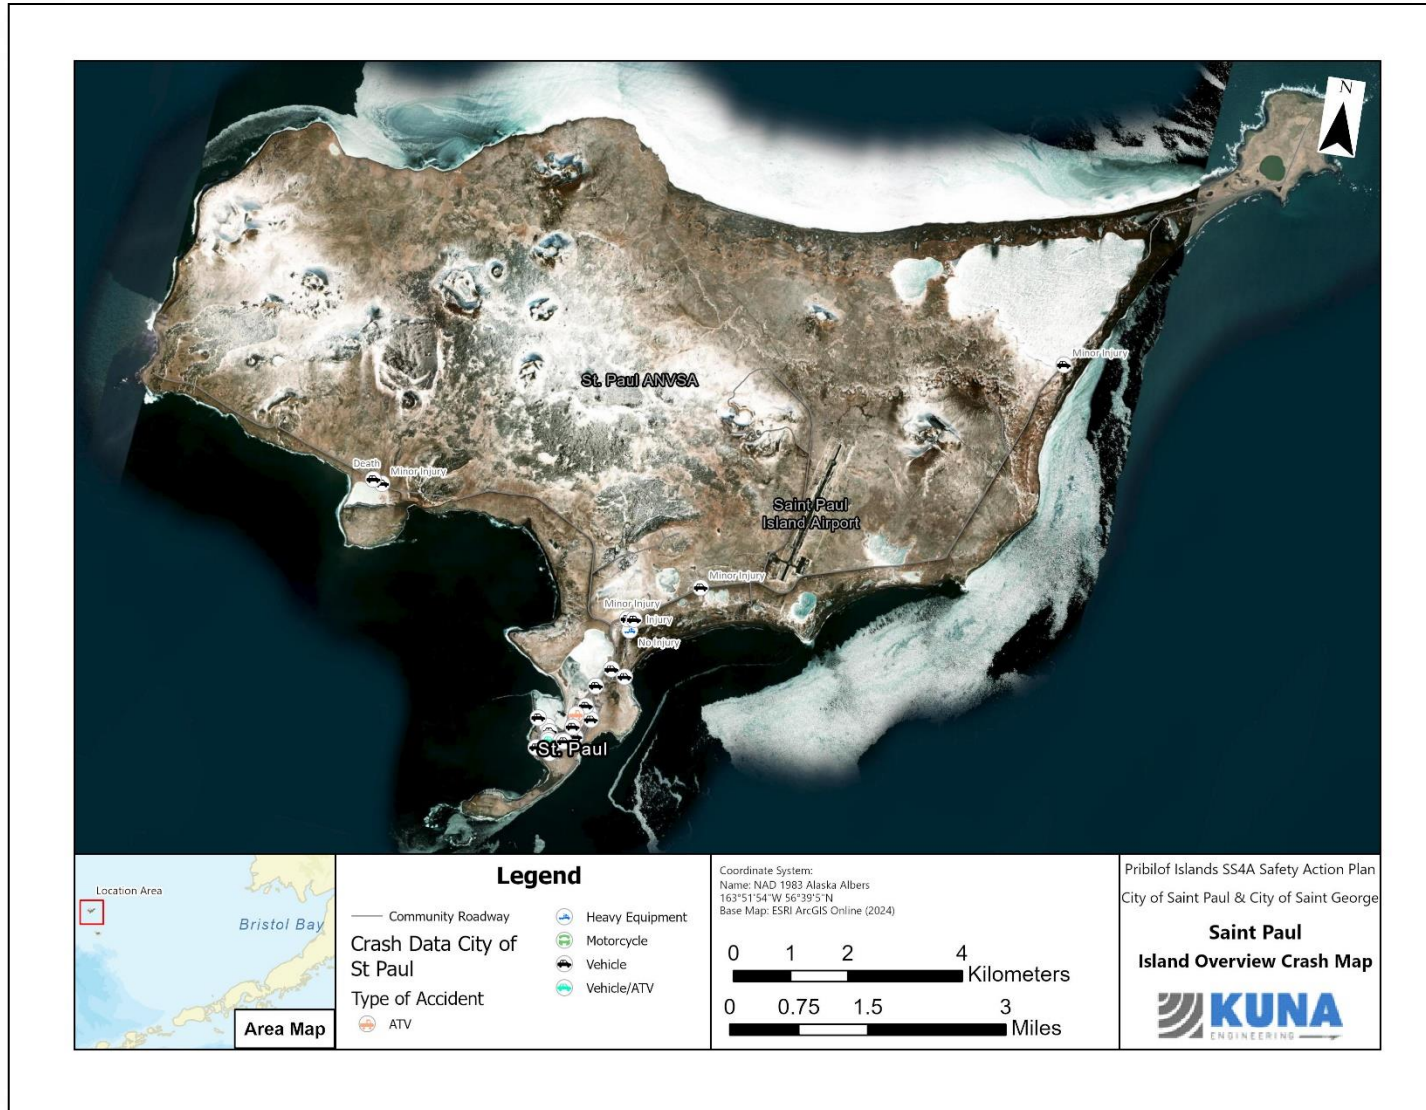 N
Minor Injury
St. Paul ANVSA
Death
Minor Injury
Saint Paul
Island Airport
Minor Injury
Minor Injury
Injury
No Injury
St. Paul
Location Area
Bristol Bay
Area Map
Legend
Community Roadway
Crash Data City of
St Paul
Type of Accident
ATV
Heavy Equipment
Motorcycle
Vehicle
Vehicle/ATV
Coordinate System:
Name: NAD 1983 Alaska Albers
163°51'54"W 56°39'5"N
Base Map: ESRI ArcGIS Online (2024)
0 1 2 4
Kilometers
0 0.75 1.5 3
Miles
Pribilof Islands SS4A Safety Action Plan
City of Saint Paul & City of Saint George
Saint Paul
Island Overview Crash Map
KUNA
ENGINEERING